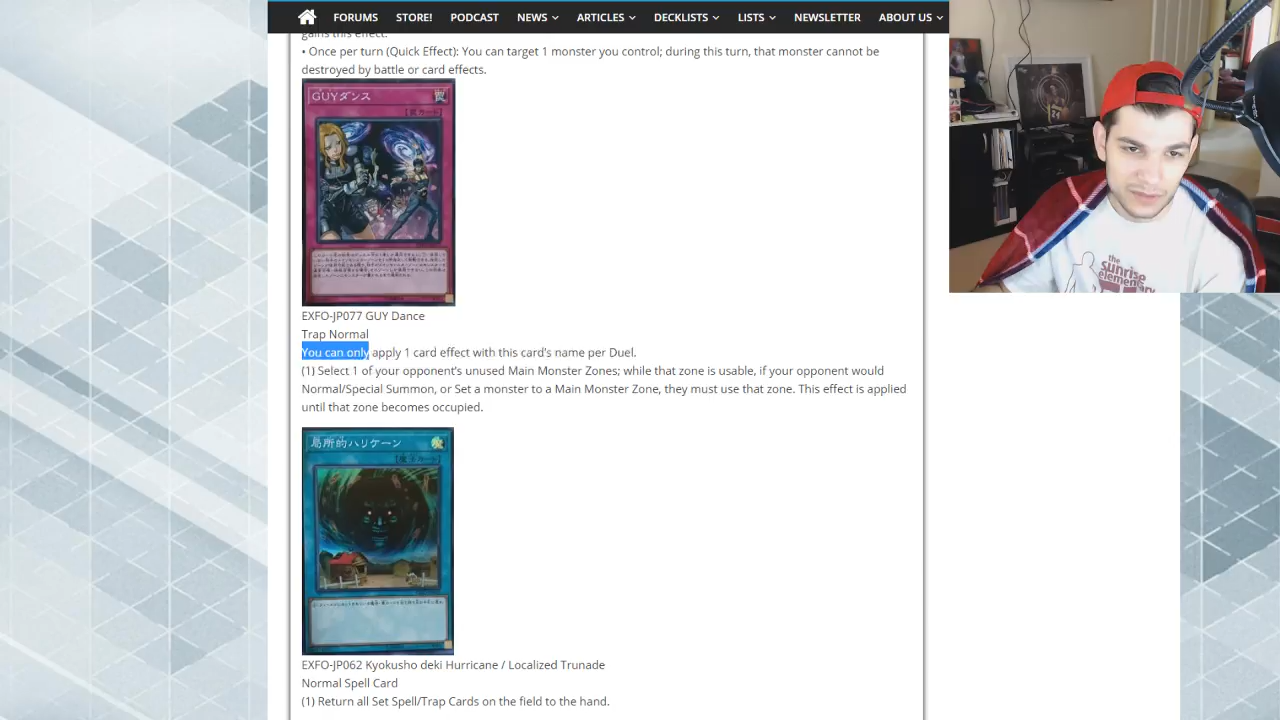 FORUMS STORE! PODCAST NEWS ARTICLES DECKLISTS LISTS NEWSLETTER ABOUT US
gains this effect.
• Once per turn (Quick Effect): You can target 1 monster you control; during this turn, that monster cannot be
destroyed by battle or card effects.
GUYダンス
EXFO-JP077 GUY Dance
Trap Normal
You can only apply 1 card effect with this card's name per Duel.
(1) Select 1 of your opponent's unused Main Monster Zones; while that zone is usable, if your opponent would
Normal/Special Summon, or Set a monster to a Main Monster Zone, they must use that zone. This effect is applied
until that zone becomes occupied.
局所的ハリケーン
EXFO-JP062 Kyokusho deki Hurricane / Localized Trunade
Normal Spell Card
(1) Return all Set Spell/Trap Cards on the field to the hand.
the
Sunrise
elementary